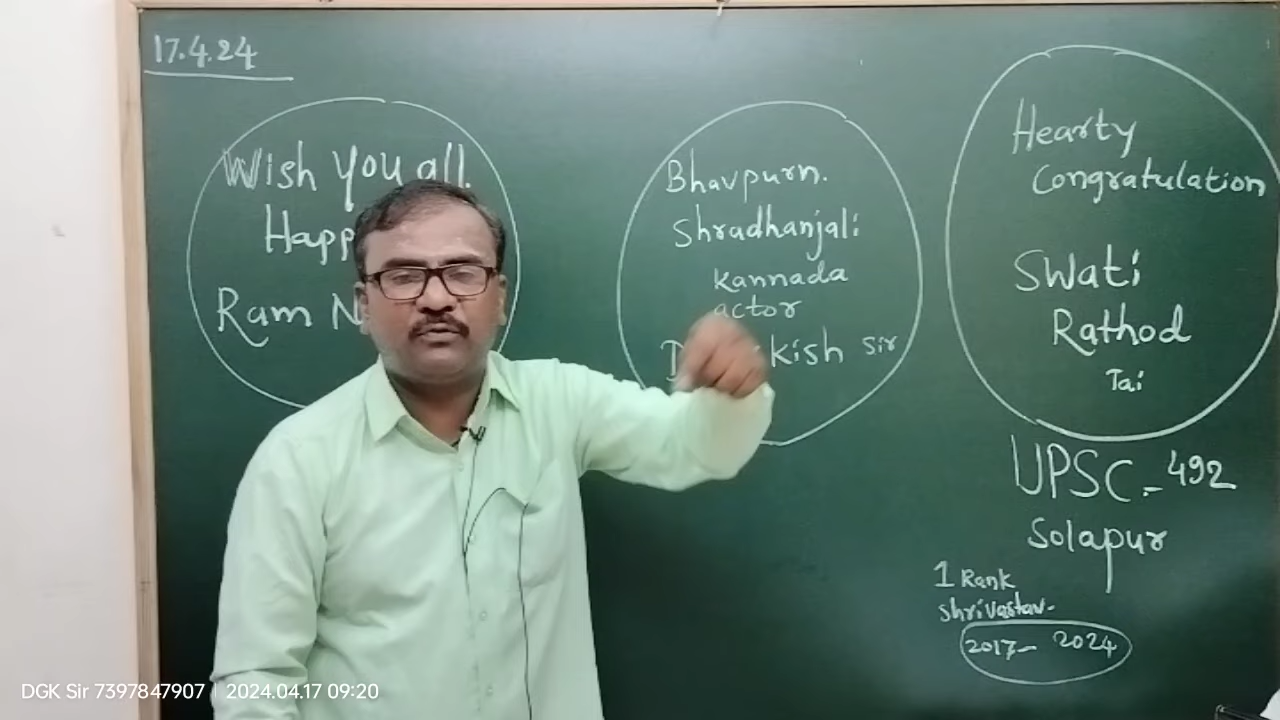 17.4.24
Wish you all
Happ
Ram N
Bhavpurn.
Shradhanjali
Kannada
actor
kish Sir
Hearty
Congratulation
Swati
Rathod
Tai
UPSC - 492
Solapur
1 Rank
Shrivastav-
2017- 2024
DGK Sir 7397847907 | 2024.04.17 09:20